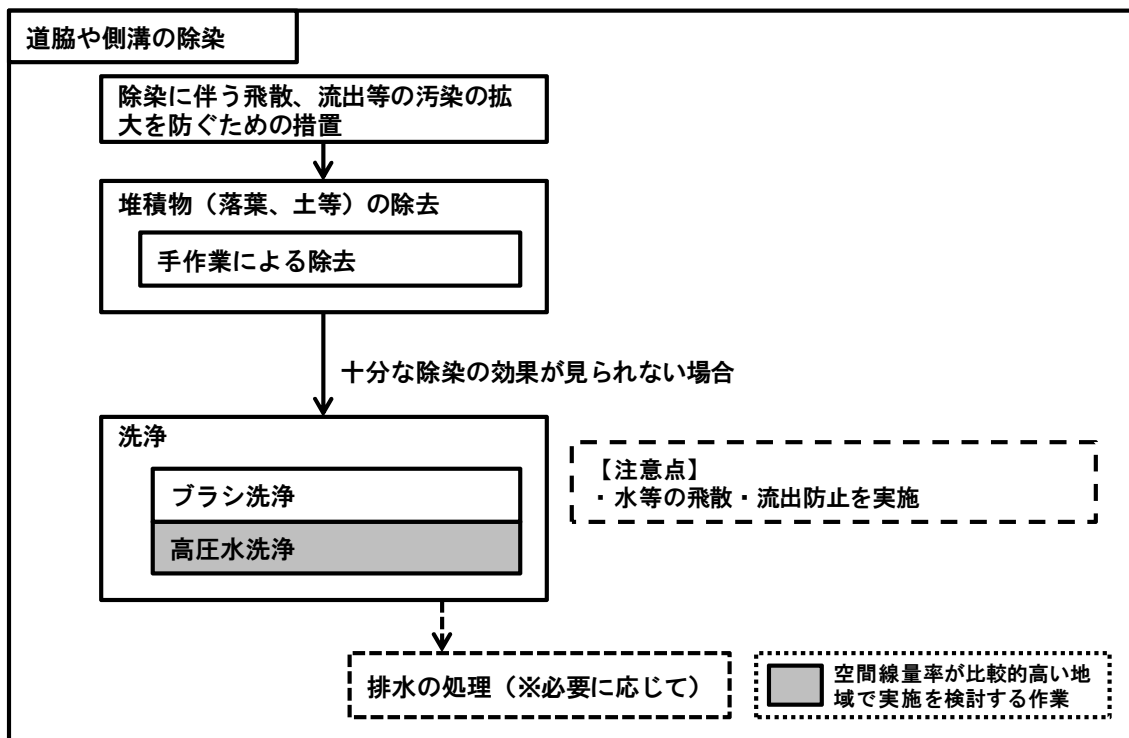 道脇や側溝の除染
除染に伴う飛散、流出等の汚染の拡
大を防ぐための措置
堆積物（落葉、土等）の除去
手作業による除去
十分な除染の効果が見られない場合
洗浄
ブラシ洗浄
高圧水洗浄
【注意点】
・水等の飛散・流出防止を実施
排水の処理（※必要に応じて）
空間線量率が比較的高い地
域で実施を検討する作業